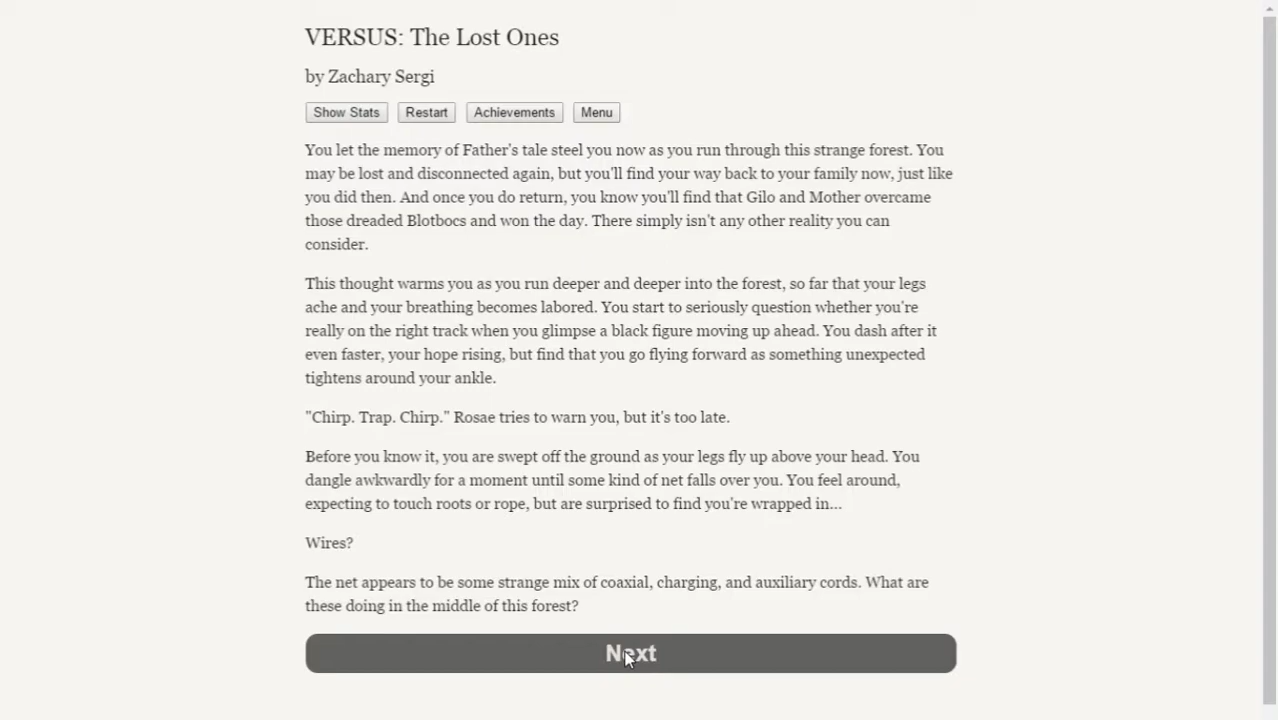 VERSUS: The Lost Ones
by Zachary Sergi
Show Stats Restart Achievements Menu
You let the memory of Father's tale steel you now as you run through this strange forest. You
may be lost and disconnected again, but you'll find your way back to your family now, just like
you did then. And once you do return, you know you'll find that Gilo and Mother overcame
those dreaded Blotbocs and won the day. There simply isn't any other reality you can
consider.
This thought warms you as you run deeper and deeper into the forest, so far that your legs
ache and your breathing becomes labored. You start to seriously question whether you're
really on the right track when you glimpse a black figure moving up ahead. You dash after it
even faster, your hope rising, but find that you go flying forward as something unexpected
tightens around your ankle.
"Chirp. Trap. Chirp." Rosae tries to warn you, but it's too late.
Before you know it, you are swept off the ground as your legs fly up above your head. You
dangle awkwardly for a moment until some kind of net falls over you. You feel around,
expecting to touch roots or rope, but are surprised to find you're wrapped in...
Wires?
The net appears to be some strange mix of coaxial, charging, and auxiliary cords. What are
these doing in the middle of this forest?
Next